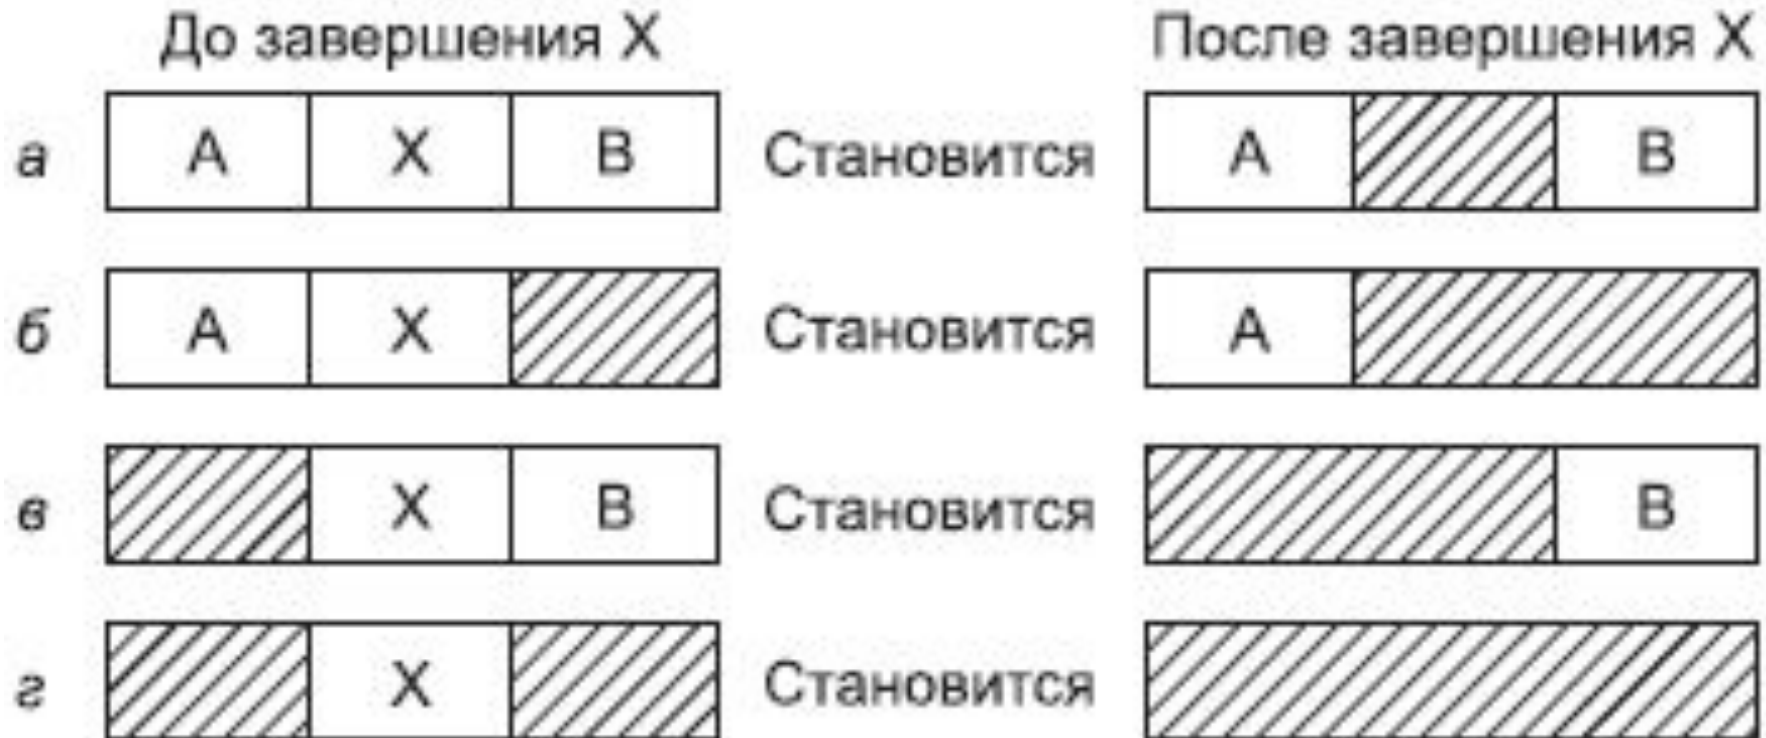 До завершения X После завершения X
а A X B Становится A B
б A X Становится A
в X B Становится B
г X Становится